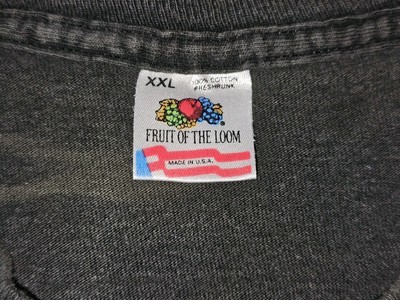 XXL
100% COTTON
PRESHRUNK
FRUIT OF THE LOOM
MADE IN U.S.A.